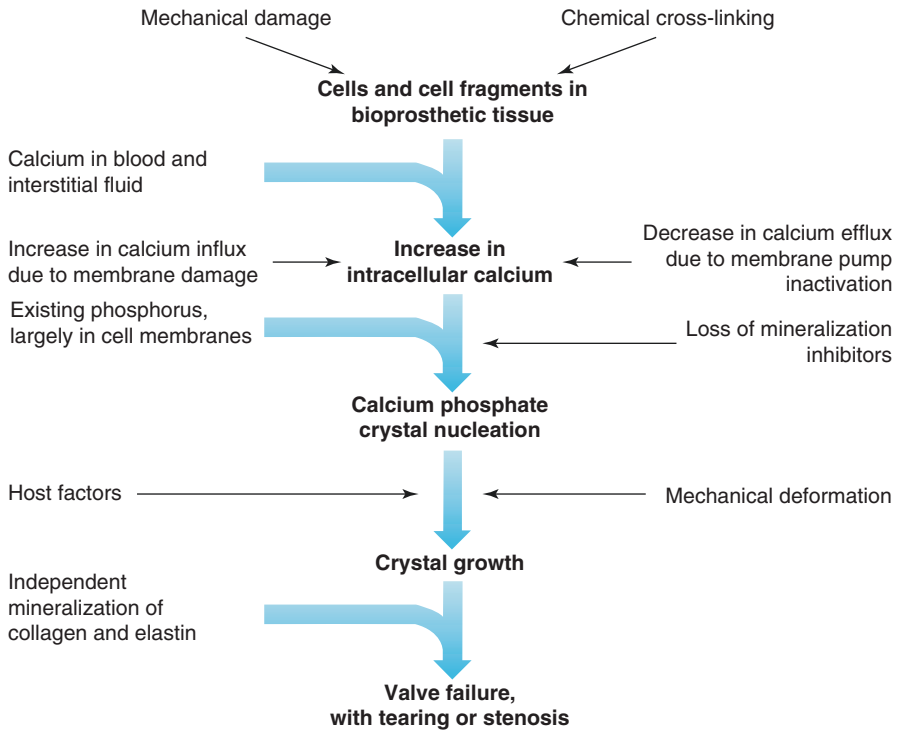 Mechanical damage
Chemical cross-linking
Cells and cell fragments in
bioprosthetic tissue
Calcium in blood and
interstitial fluid
Increase in calcium influx
due to membrane damage
Increase in
intracellular calcium
Decrease in calcium efflux
due to membrane pump
inactivation
Existing phosphorus,
largely in cell membranes
Loss of mineralization
inhibitors
Calcium phosphate
crystal nucleation
Host factors
Mechanical deformation
Crystal growth
Independent
mineralization of
collagen and elastin
Valve failure,
with tearing or stenosis